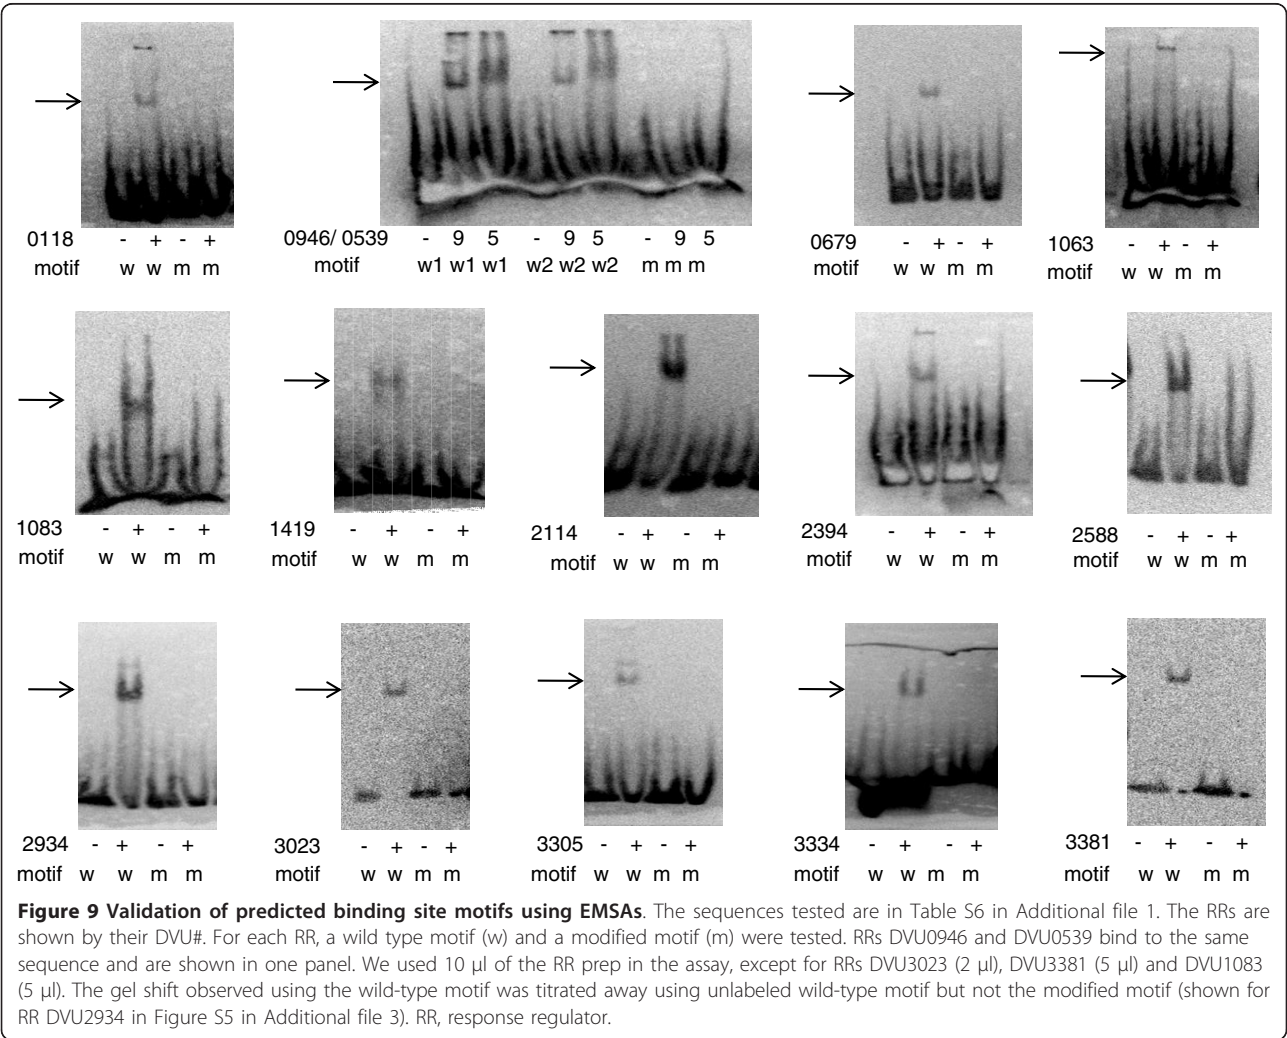 0118 - + - +
motif w w m m
0946/ 0539 - 9 5 - 9 5 - 9 5
motif w1 w1 w1 w2 w2 w2 m m m
0679 - + - +
motif w w m m
1063 - + - +
motif w w m m
1083 - + - +
motif w w m m
1419 - + - +
motif w w m m
2114 - + - +
motif w w m m
2394 - + - +
motif w w m m
2588 - + - +
motif w w m m
2934 - + - +
motif w w m m
3023 - + - +
motif w w m m
3305 - + - +
motif w w m m
3334 - + - +
motif w w m m
3381 - + - +
motif w w m m
Figure 9 Validation of predicted binding site motifs using EMSAs. The sequences tested are in Table S6 in Additional file 1. The RRs are
shown by their DVU#. For each RR, a wild type motif (w) and a modified motif (m) were tested. RRs DVU0946 and DVU0539 bind to the same
sequence and are shown in one panel. We used 10 μl of the RR prep in the assay, except for RRs DVU3023 (2 μl), DVU3381 (5 μl) and DVU1083
(5 μl). The gel shift observed using the wild-type motif was titrated away using unlabeled wild-type motif but not the modified motif (shown for
RR DVU2934 in Figure S5 in Additional file 3). RR, response regulator.